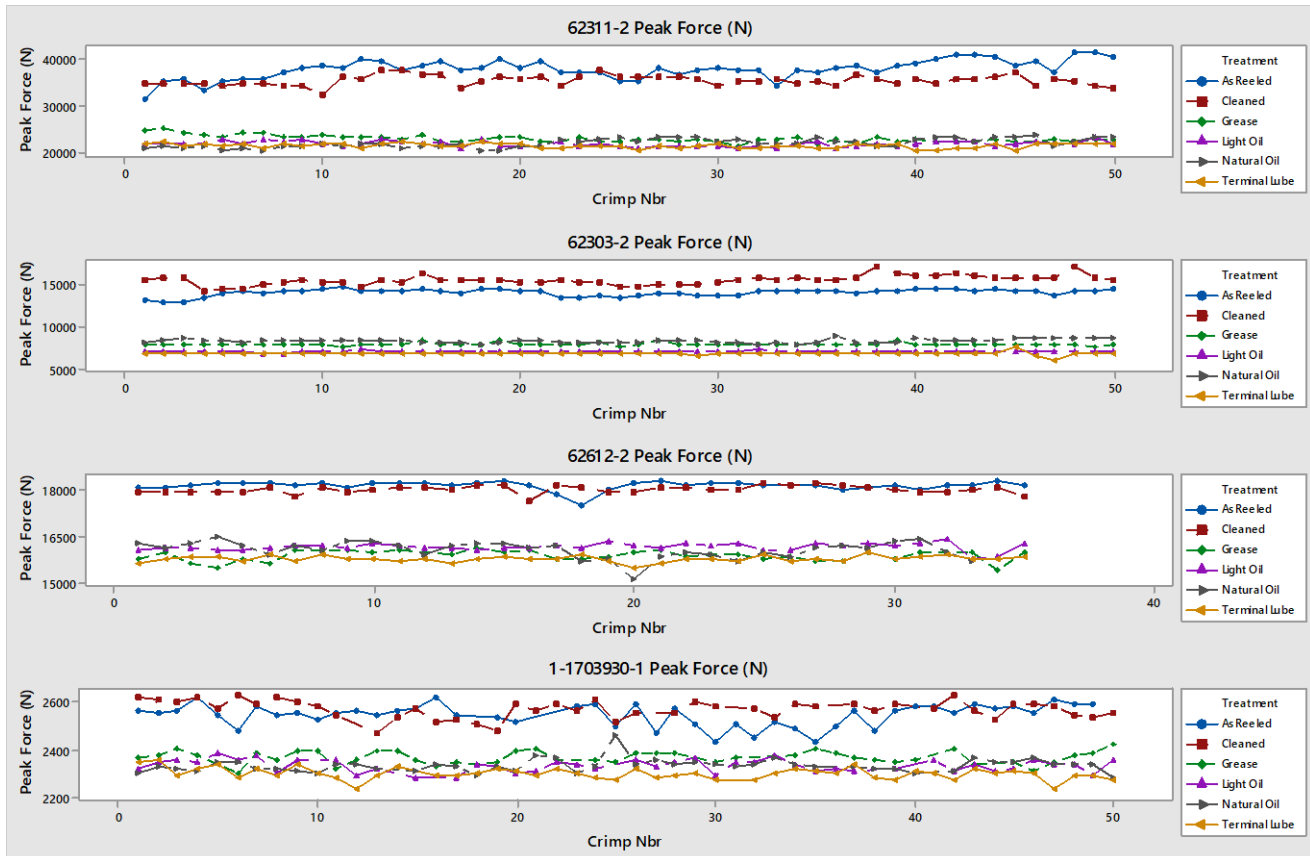 62311-2 Peak Force (N)
Peak Force (N)
40000
30000
20000
0
10
20
30
40
50
Crimp Nbr
Treatment
As Reeled
Cleaned
Grease
Light Oil
Natural Oil
Terminal Lube
62303-2 Peak Force (N)
Peak Force (N)
15000
10000
5000
0
10
20
30
40
50
Crimp Nbr
Treatment
As Reeled
Cleaned
Grease
Light Oil
Natural Oil
Terminal Lube
62612-2 Peak Force (N)
Peak Force (N)
18000
16500
15000
0
10
20
30
40
Crimp Nbr
Treatment
As Reeled
Cleaned
Grease
Light Oil
Natural Oil
Terminal Lube
1-1703930-1 Peak Force (N)
Peak Force (N)
2600
2400
2200
0
10
20
30
40
50
Crimp Nbr
Treatment
As Reeled
Cleaned
Grease
Light Oil
Natural Oil
Terminal Lube